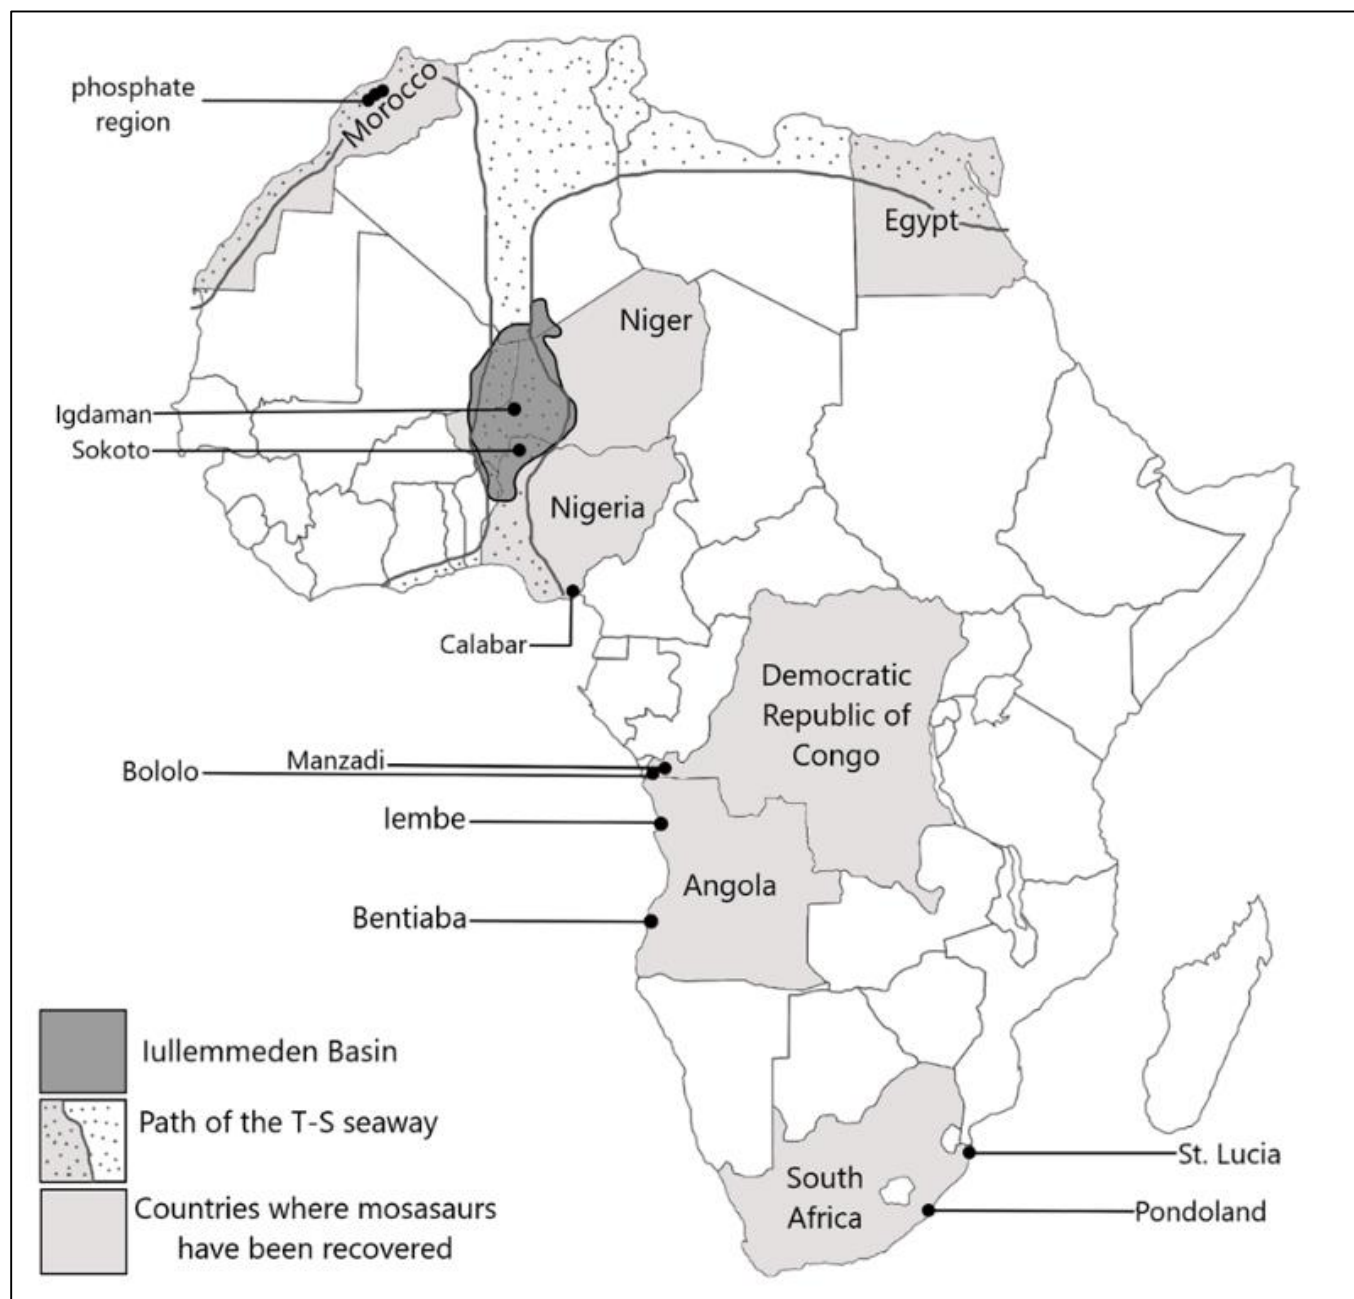 phosphate
region
Morocco
Egypt
Niger
Igdaman
Sokoto
Nigeria
Calabar
Democratic
Republic of
Congo
Manzadi
Bololo
Iembe
Angola
Bentiaba
Iullemmeden Basin
Path of the T-S seaway
Countries where mosasaurs
have been recovered
South
Africa
St. Lucia
Pondoland